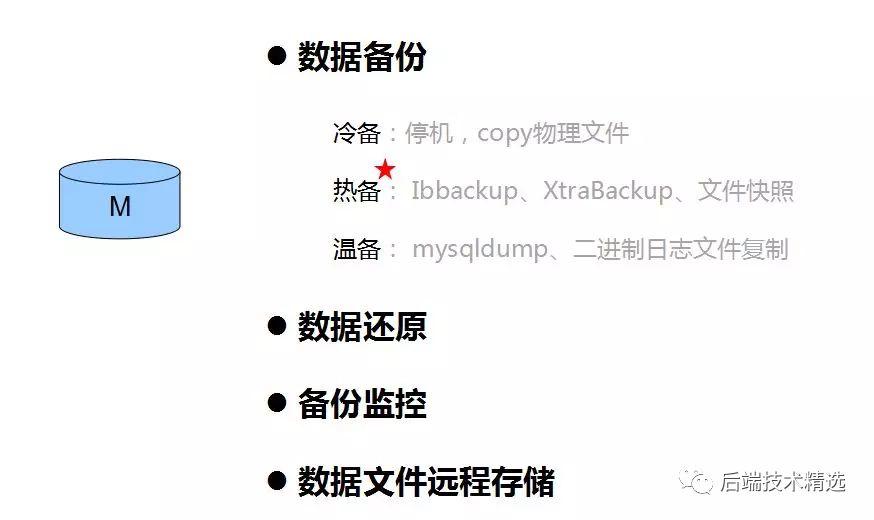 ● 数据备份
冷备：停机，copy物理文件
热备： Ibbackup、XtraBackup、文件快照
M
温备： mysqldump、二进制日志文件复制
● 数据还原
● 备份监控
● 数据文件远程存储
后端技术精选